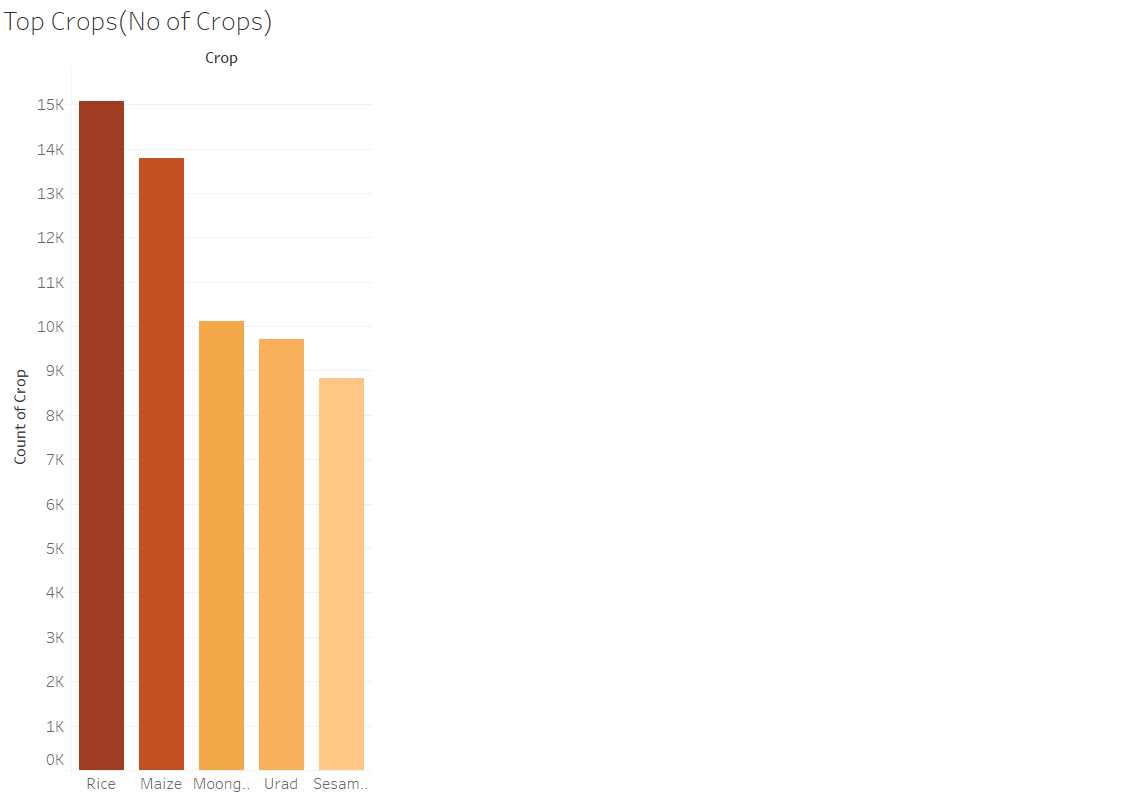 Top Crops(No of Crops)
Crop
15K
14K
13K
12K
11K
10K
9K
8K
7K
6K
5K
4K
3K
2K
1K
0K
Count of Crop
Rice Maize Moong.. Urad Sesam..